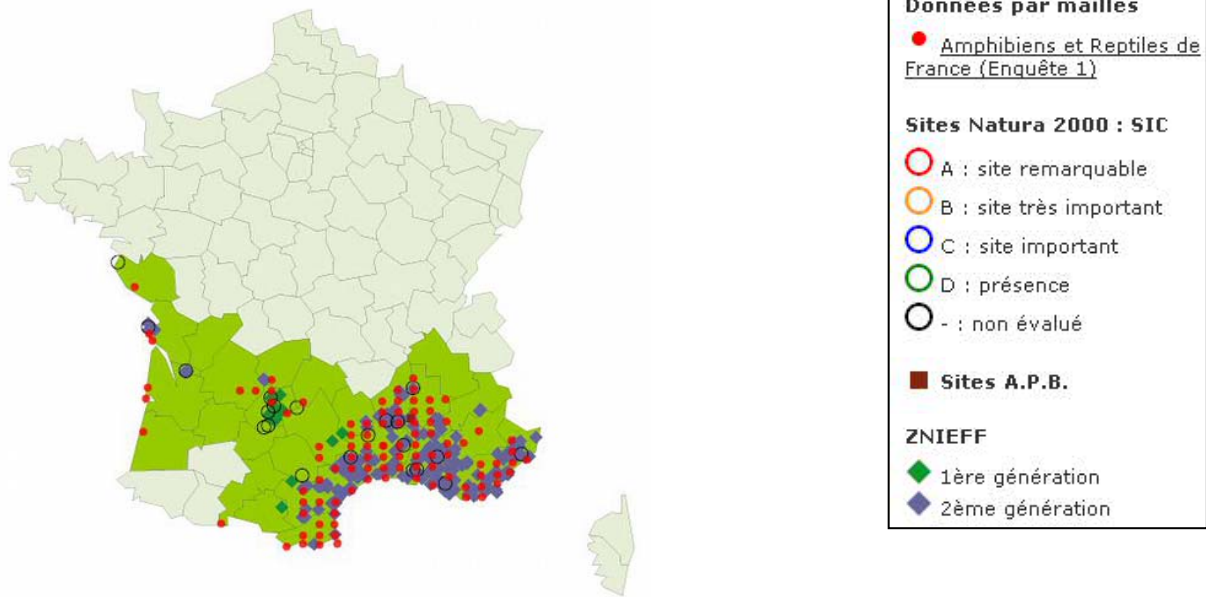 Données par mailles
Amphibiens et Reptiles de
France (Enquête 1)
Sites Natura 2000 : SIC
A : site remarquable
B : site très important
C : site important
D : présence
- : non évalué
Sites A.P.B.
ZNIEFF
1ère génération
2ème génération